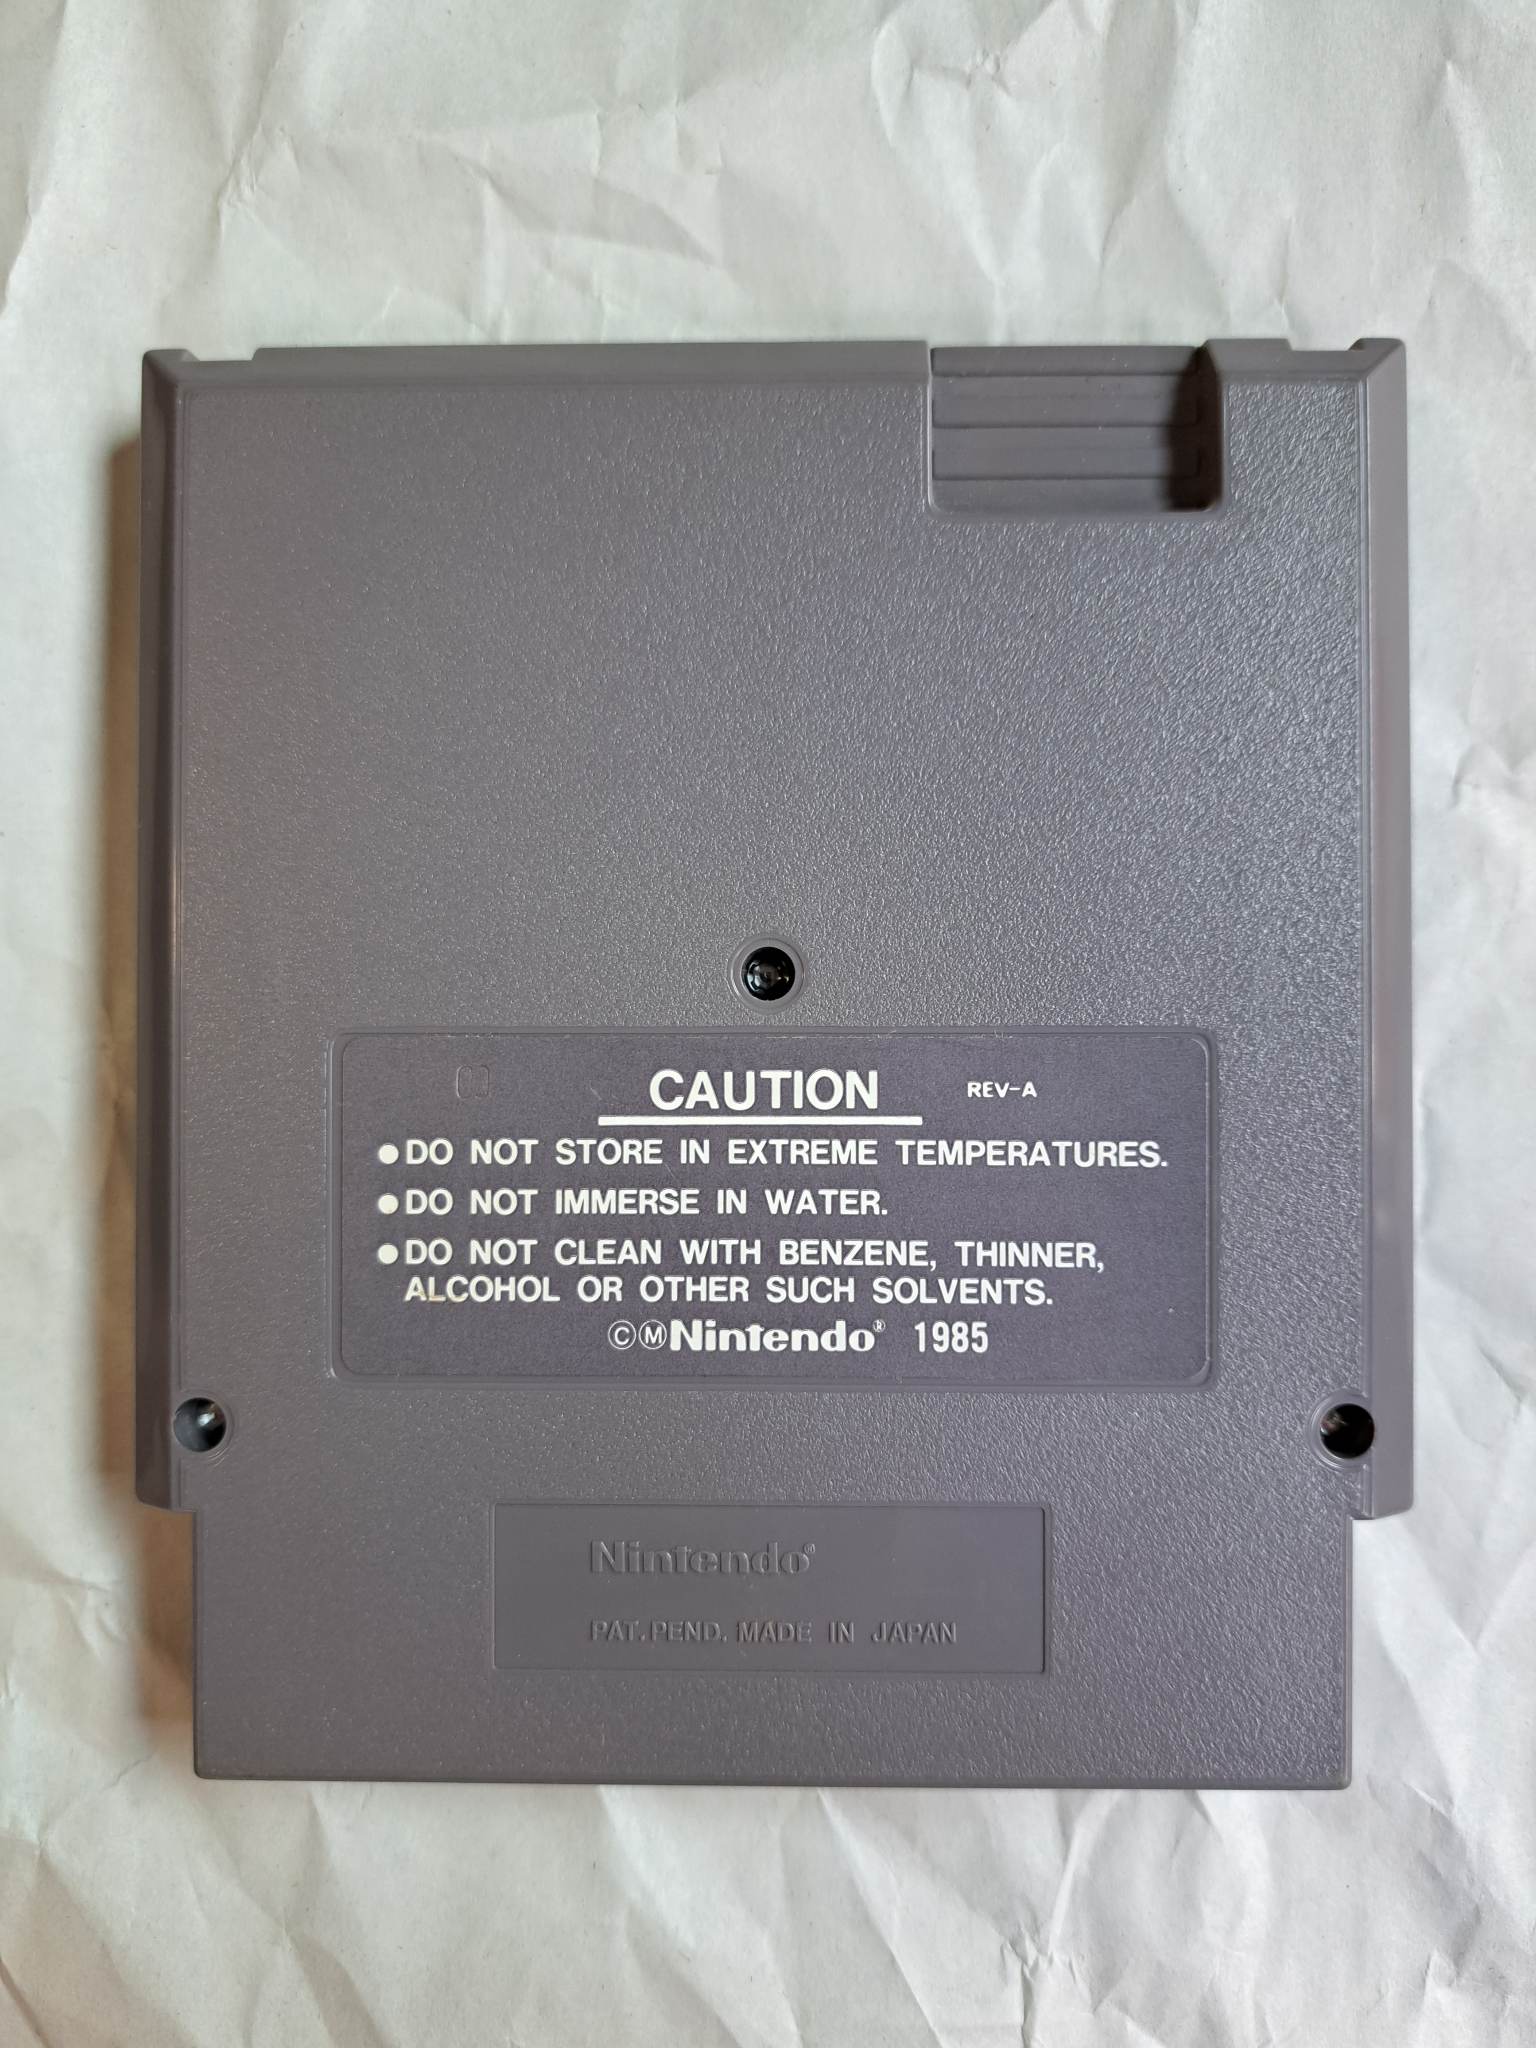 CAUTION REV-A
●DO NOT STORE IN EXTREME TEMPERATURES.
●DO NOT IMMERSE IN WATER.
●DO NOT CLEAN WITH BENZENE, THINNER,
ALCOHOL OR OTHER SUCH SOLVENTS.
©ⓂNintendo® 1985
Nintendo®
PAT. PEND. MADE IN JAPAN